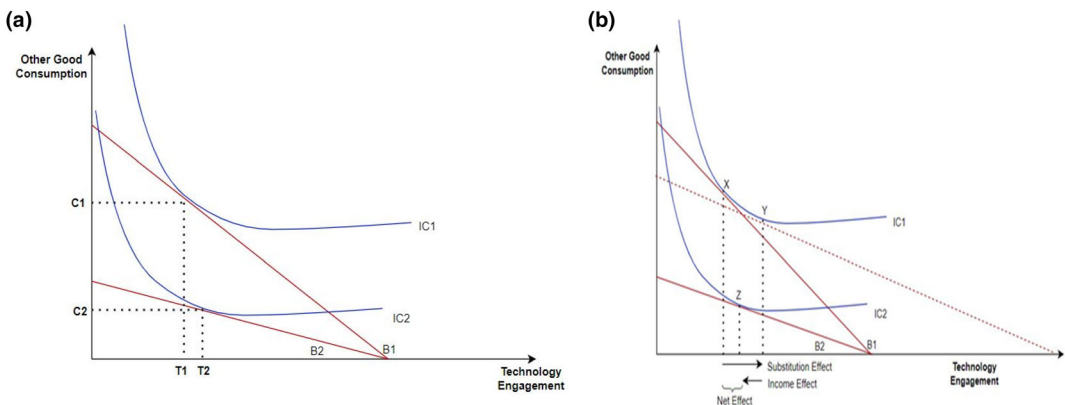 (a)
Other Good
Consumption
C1
C2
IC1
IC2
B2
B1
T1 T2
Technology
Engagement
(b)
Other Good
Consumption
X
Y
Z
IC1
IC2
B2
B1
Technology
Engagement
Substitution Effect
Income Effect
Net Effect